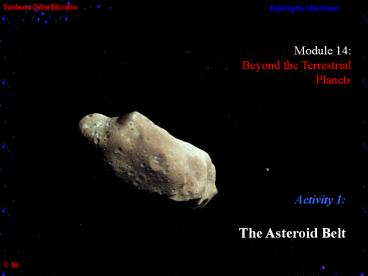 Swinburne Online Education
Exploring the Solar System
Module 14:
Beyond the Terrestrial
Planets
Activity 1:
The Asteroid Belt